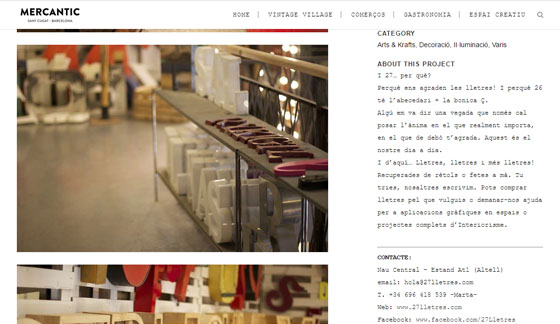 MERCANTIC
SANT CUGAT - BARCELONA
HOME | VINTAGE VILLAGE | COMERÇOS | GASTRONOMIA | ESPAI CREATIU
CATEGORY
Arts & Krafts, Decoració, Il·luminació, Varis
ABOUT THIS PROJECT
I 27… per què?
Perquè ens agraden les lletres! I perquè 26
té l'abecedari + la bonica Ç.
Algú em va dir una vegada que només cal
posar l'ànima en el que realment importa,
en el que de debò t'agrada. Aquest és el
nostre dia a dia.
I d'aquí… Lletres, lletres i més lletres!
Recuperades de rètols o fetes a mà. Tu
tries, nosaltres escrivim. Pots comprar
lletres pel que vulguis o demanar-nos ajuda
per a aplicacions gràfiques en espais o
projectes complets d'Interiorisme.
CONTACTE:
Nau Central – Estand At1 (Altell)
email: hola@27lletres.com
T. +34 696 418 539 -Marta-
Web: www.27lletres.com
Facebook: www.facebook.com/27Lletres